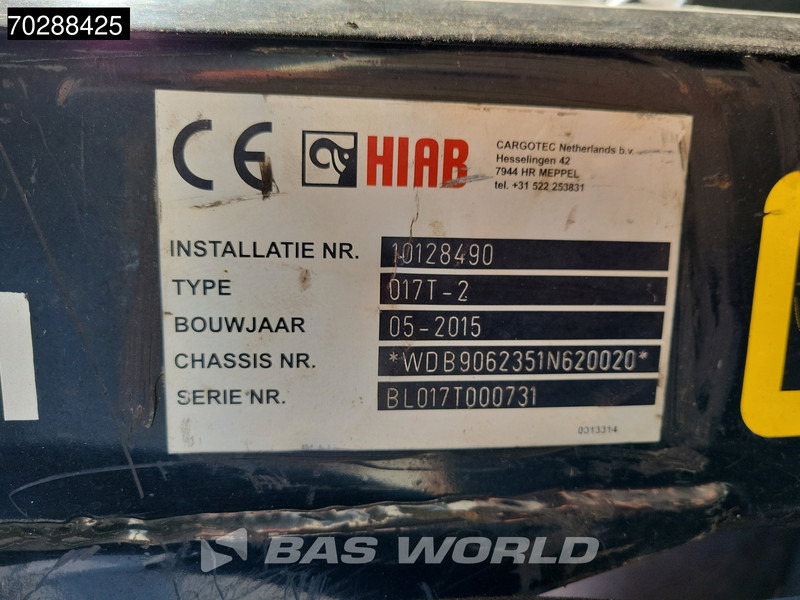 70288425
CE HIAB
CARGOTEC Netherlands b.v.
Hesselingen 42
7944 HR MEPPEL
tel. +31 522 253831
INSTALLATIE NR. 10128490
TYPE 017T-2
BOUWJAAR 05-2015
CHASSIS NR. *WDB9062351N620020*
SERIE NR. BL017T000731
0313314
BAS WORLD